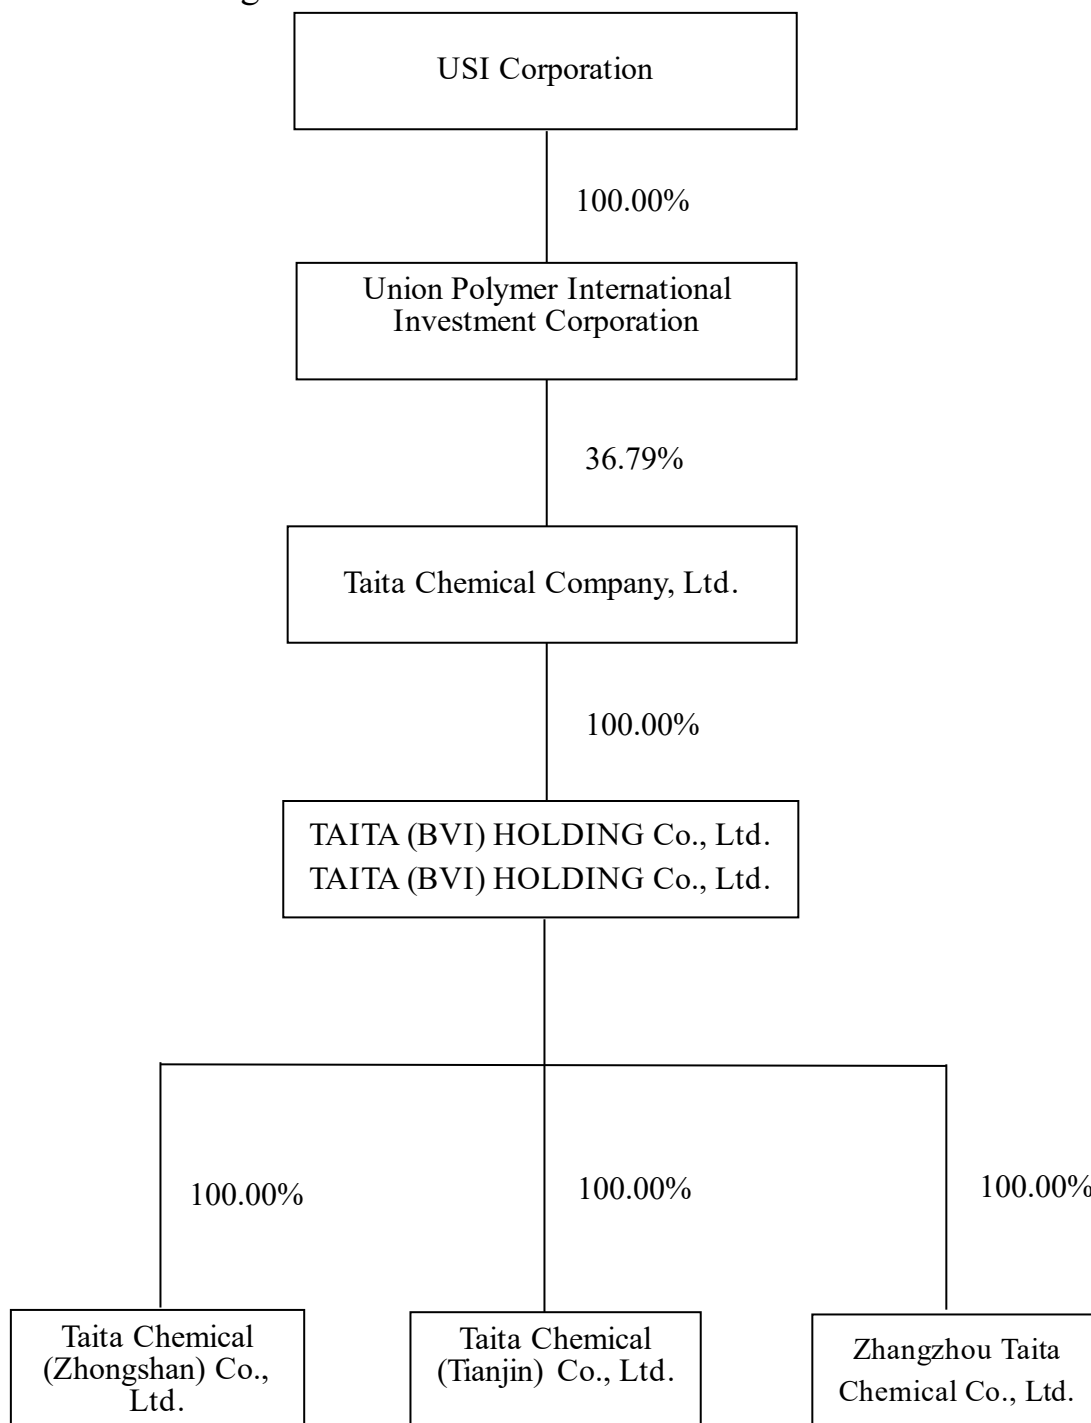 USI Corporation
100.00%
Union Polymer International
Investment Corporation
36.79%
Taita Chemical Company, Ltd.
100.00%
TAITA (BVI) HOLDING Co., Ltd.
TAITA (BVI) HOLDING Co., Ltd.
100.00%
100.00%
100.00%
Taita Chemical
(Zhongshan) Co.,
Ltd.
Taita Chemical
(Tianjin) Co., Ltd.
Zhangzhou Taita
Chemical Co., Ltd.